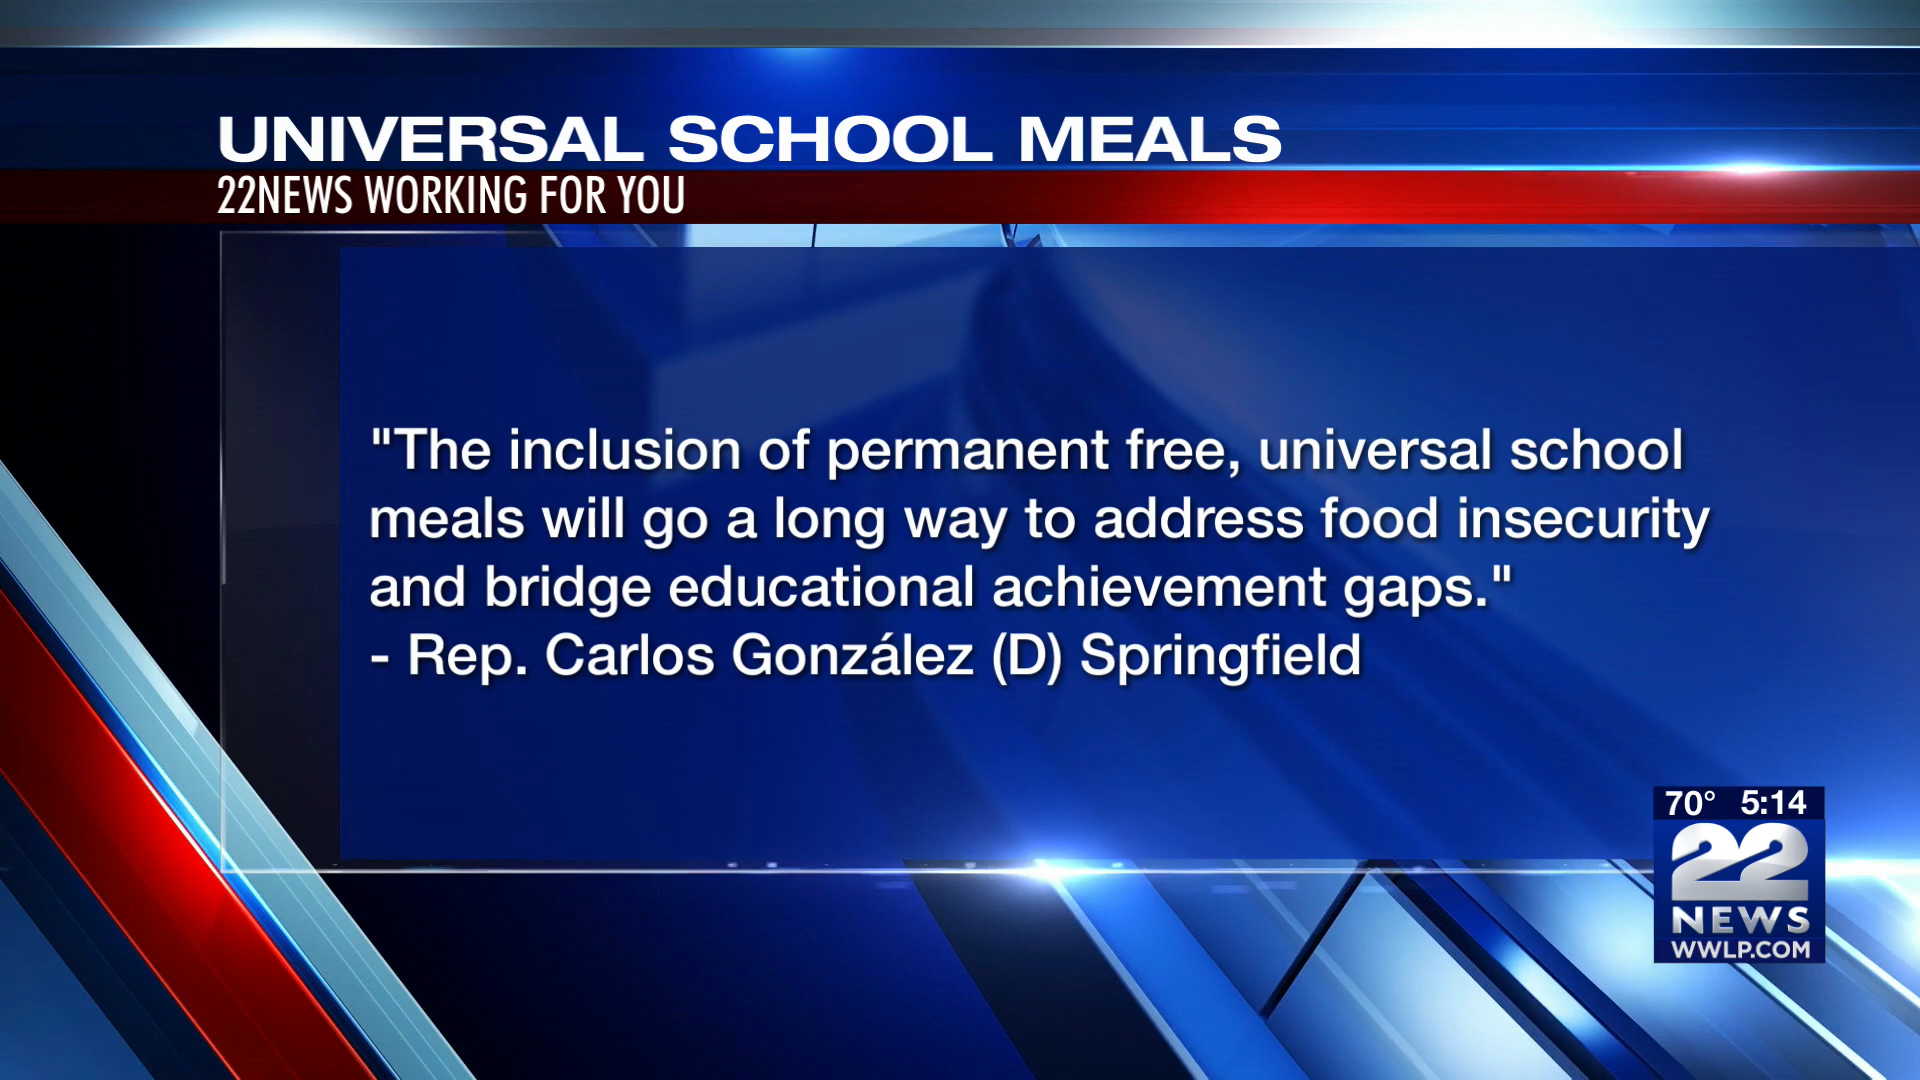 UNIVERSAL SCHOOL MEALS
22NEWS WORKING FOR YOU
"The inclusion of permanent free, universal school
meals will go a long way to address food insecurity
and bridge educational achievement gaps."
- Rep. Carlos González (D) Springfield
70° 5:14
22
NEWS
WWLP.COM